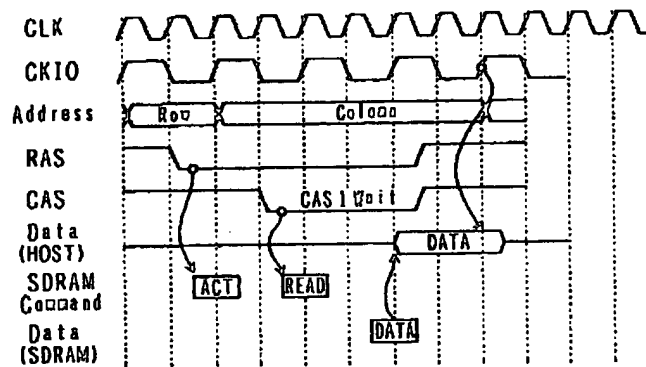 CLK
CKIO
Address Row Column
RAS
CAS CAS 1 Wait
Data
(HOST) DATA
SDRAM
Command ACT READ
Data
(SDRAM) DATA